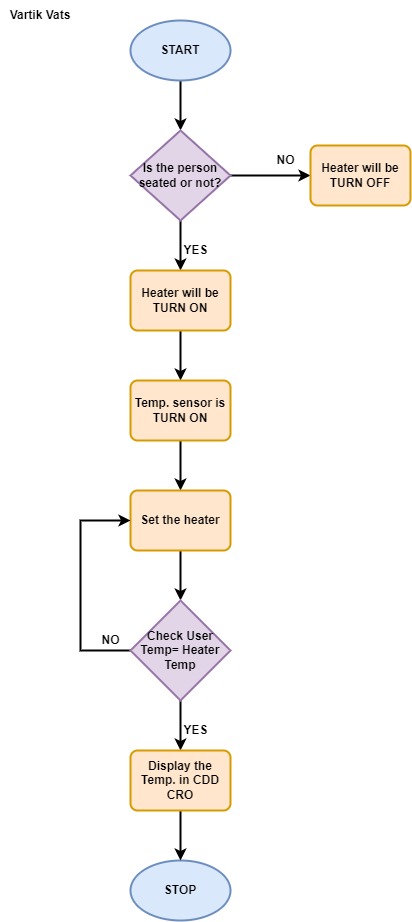 Vartik Vats
START
Is the person
seated or not?
NO
Heater will be
TURN OFF
YES
Heater will be
TURN ON
Temp. sensor is
TURN ON
Set the heater
NO
Check User
Temp= Heater
Temp
YES
Display the
Temp. in CDD
CRO
STOP